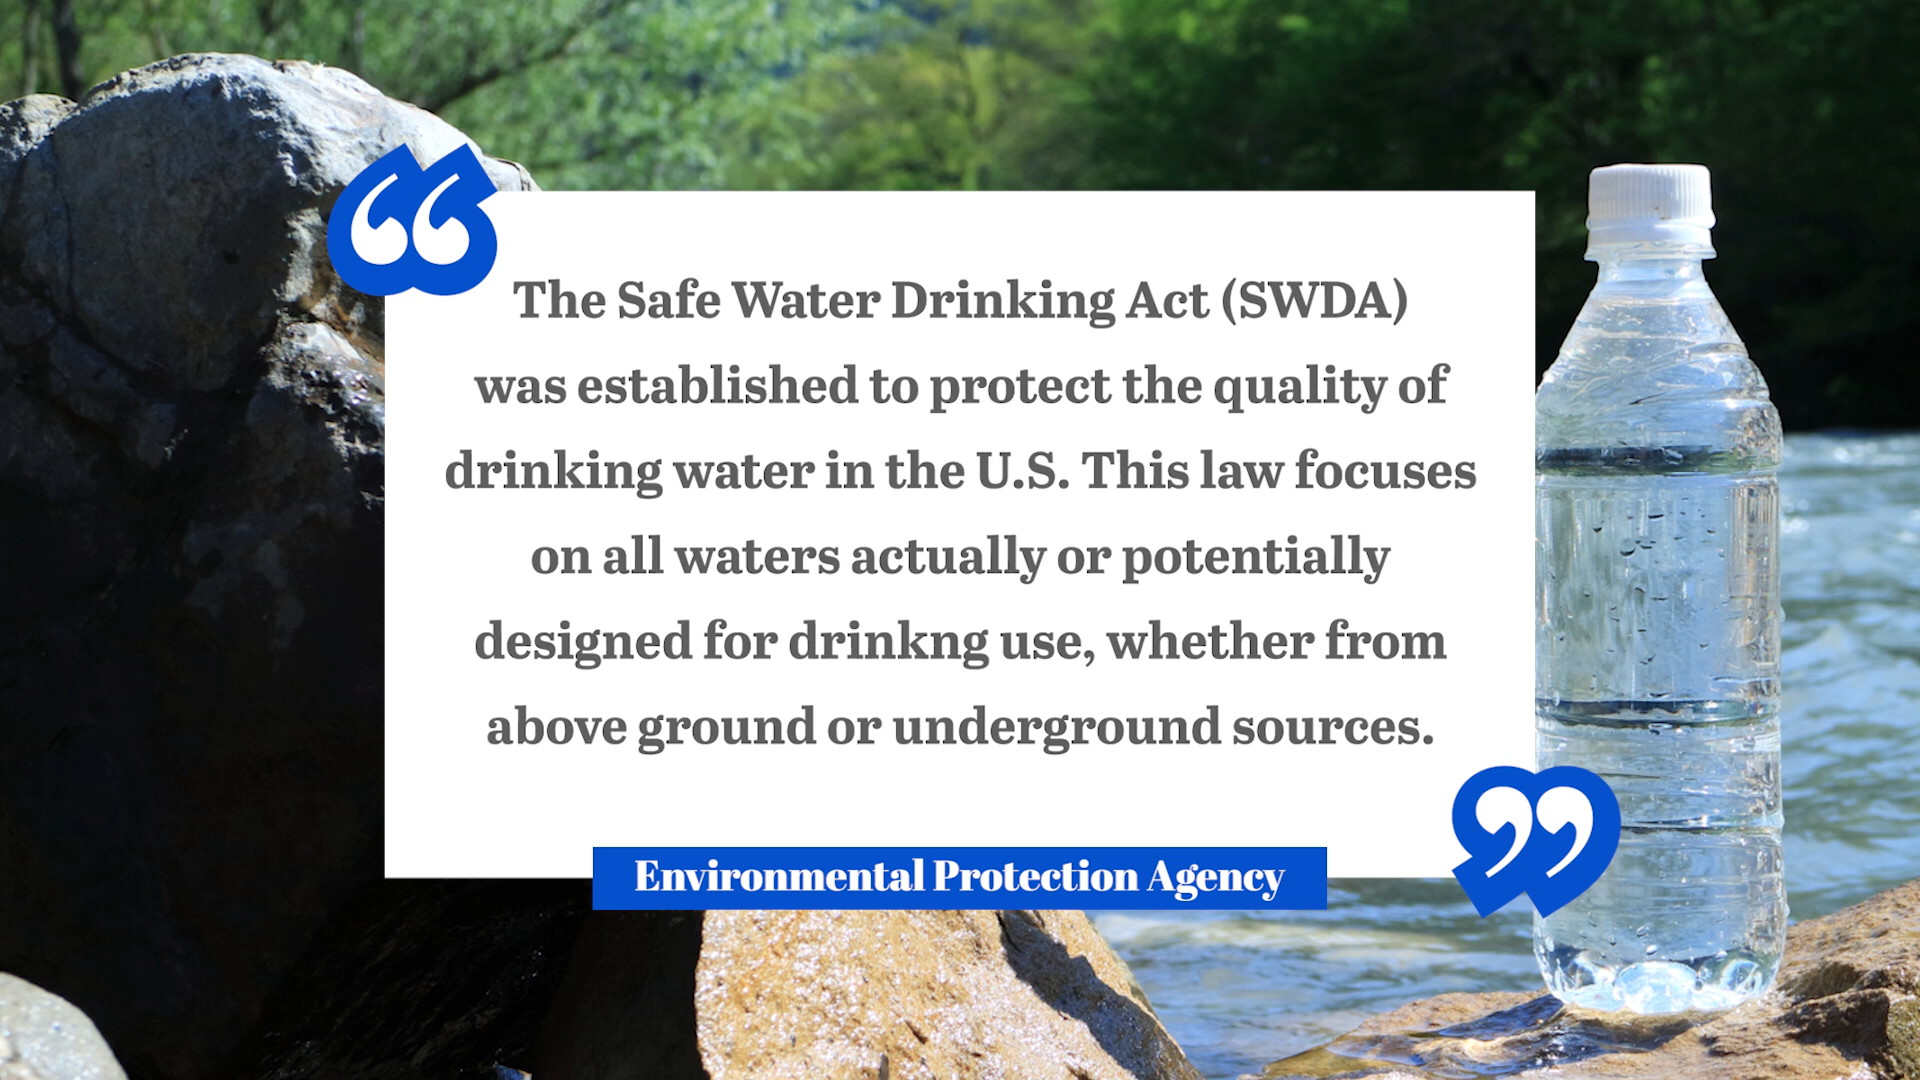 The Safe Water Drinking Act (SWDA)
was established to protect the quality of
drinking water in the U.S. This law focuses
on all waters actually or potentially
designed for drinkng use, whether from
above ground or underground sources.
Environmental Protection Agency